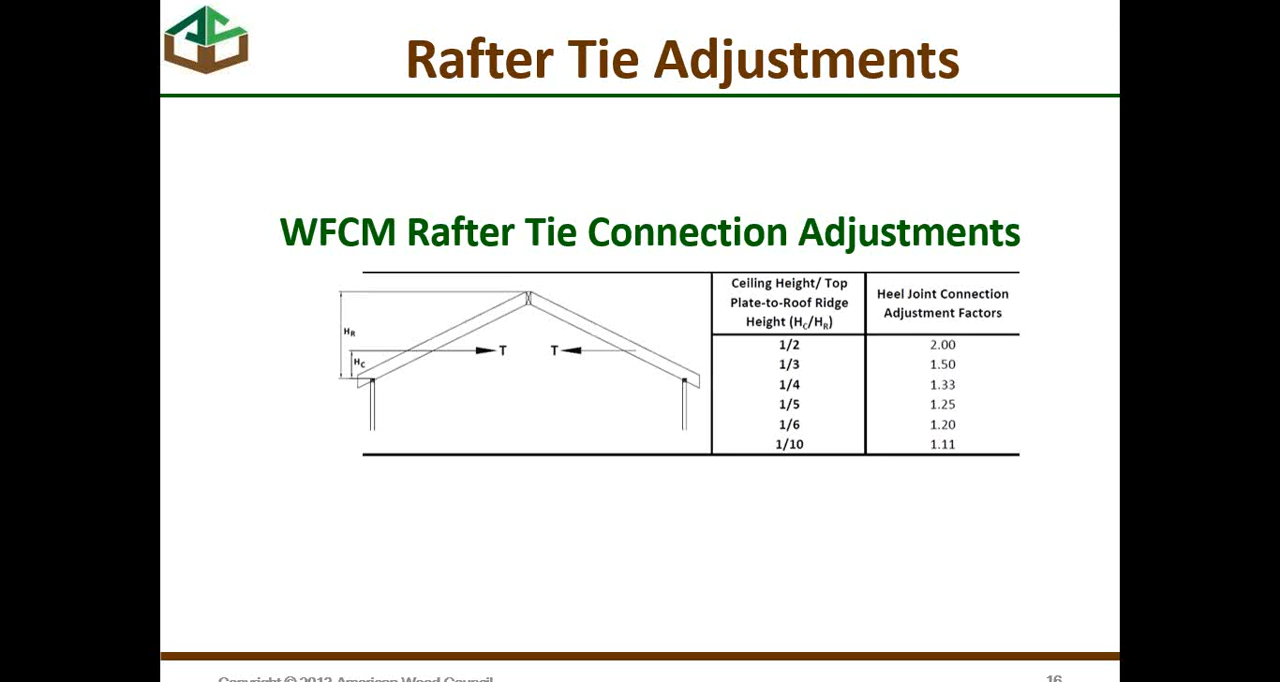 Rafter Tie Adjustments
WFCM Rafter Tie Connection Adjustments
H_R
H_C
T
T
Ceiling Height/ Top
Plate-to-Roof Ridge
Height (H_C/H_R)
Heel Joint Connection
Adjustment Factors
1/2 2.00
1/3 1.50
1/4 1.33
1/5 1.25
1/6 1.20
1/10 1.11
Copyright © 2013 American Wood Council
16